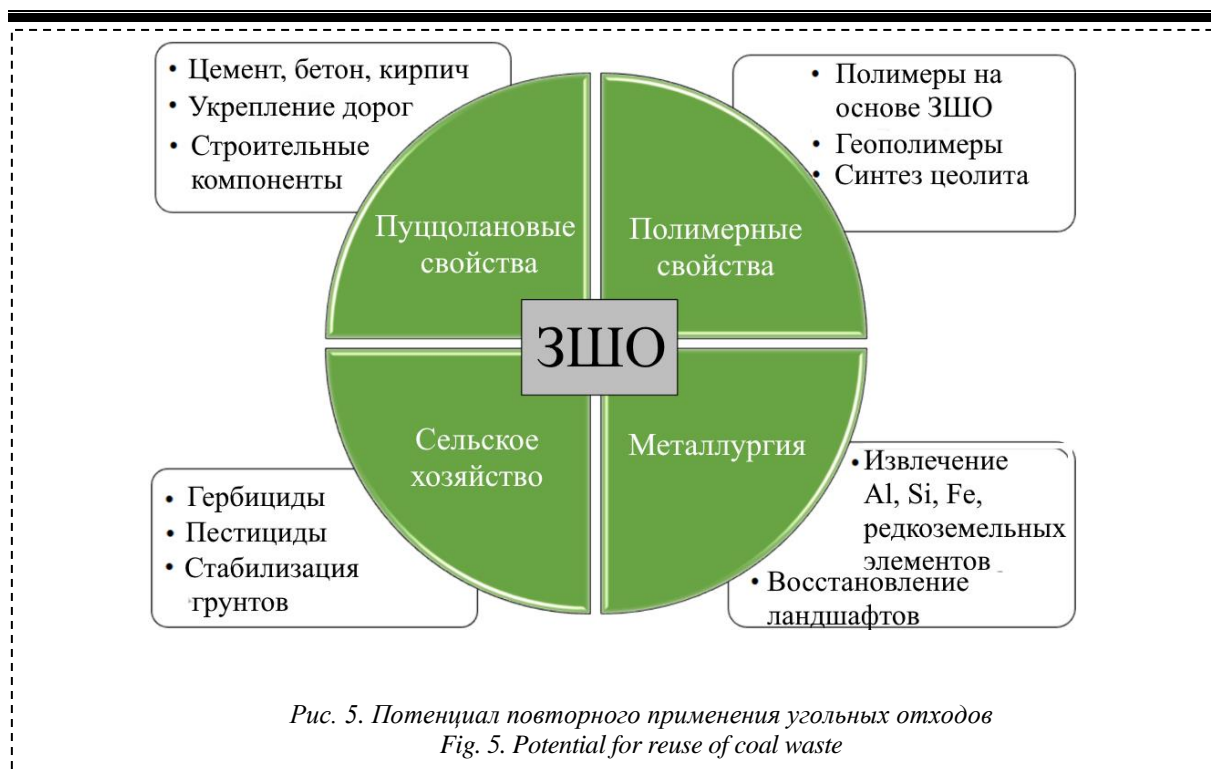 • Цемент, бетон, кирпич
• Укрепление дорог
• Строительные
компоненты
• Полимеры на
основе ЗШО
• Геополимеры
• Синтез цеолита
Пуццолановые
свойства
Полимерные
свойства
ЗШО
Сельское
хозяйство
Металлургия
• Гербициды
• Пестициды
• Стабилизация
грунтов
• Извлечение
Al, Si, Fe,
редкоземельных
элементов
• Восстановление
ландшафтов
Рис. 5. Потенциал повторного применения угольных отходов
Fig. 5. Potential for reuse of coal waste